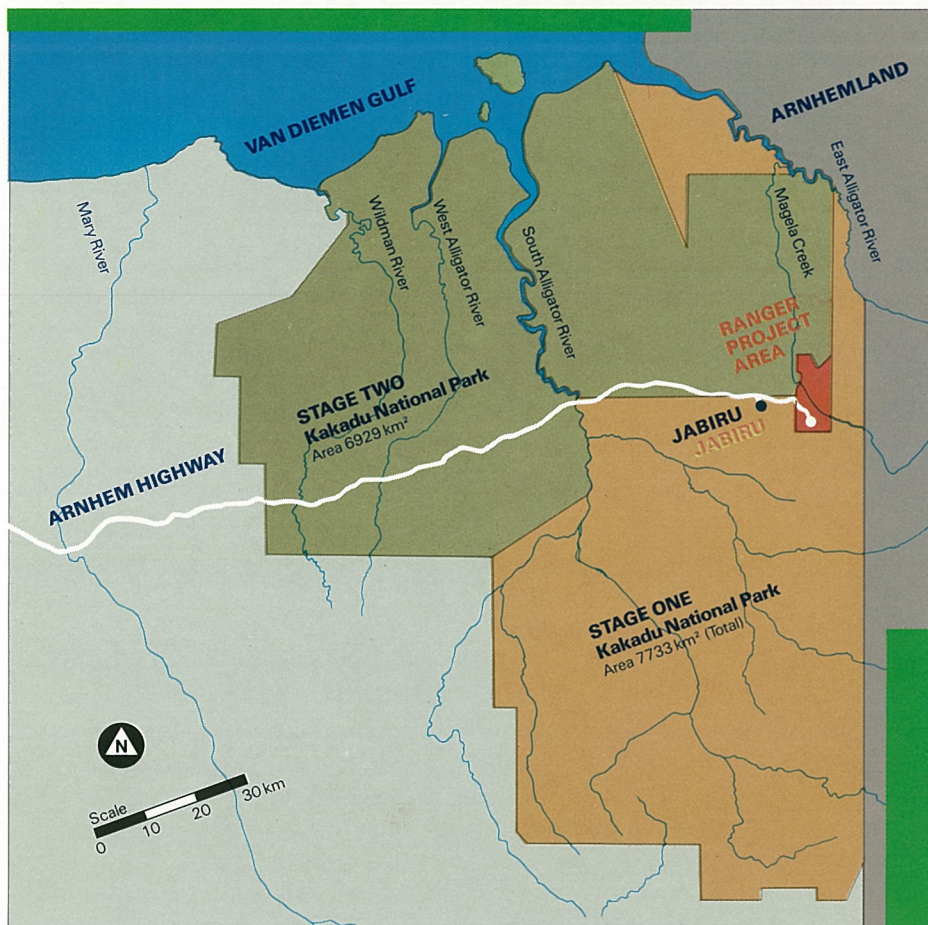 VAN DIEMEN GULF
ARNHEMLAND
Mary River
Wildman River
West Alligator River
South Alligator River
Magela Creek
East Alligator River
RANGER
PROJECT
AREA
STAGE TWO
Kakadu National Park
Area 6929 km²
JABIRU
JABIRU
ARNHEM HIGHWAY
STAGE ONE
Kakadu National Park
Area 7733 km² (Total)
N
Scale
0 10 20 30 km